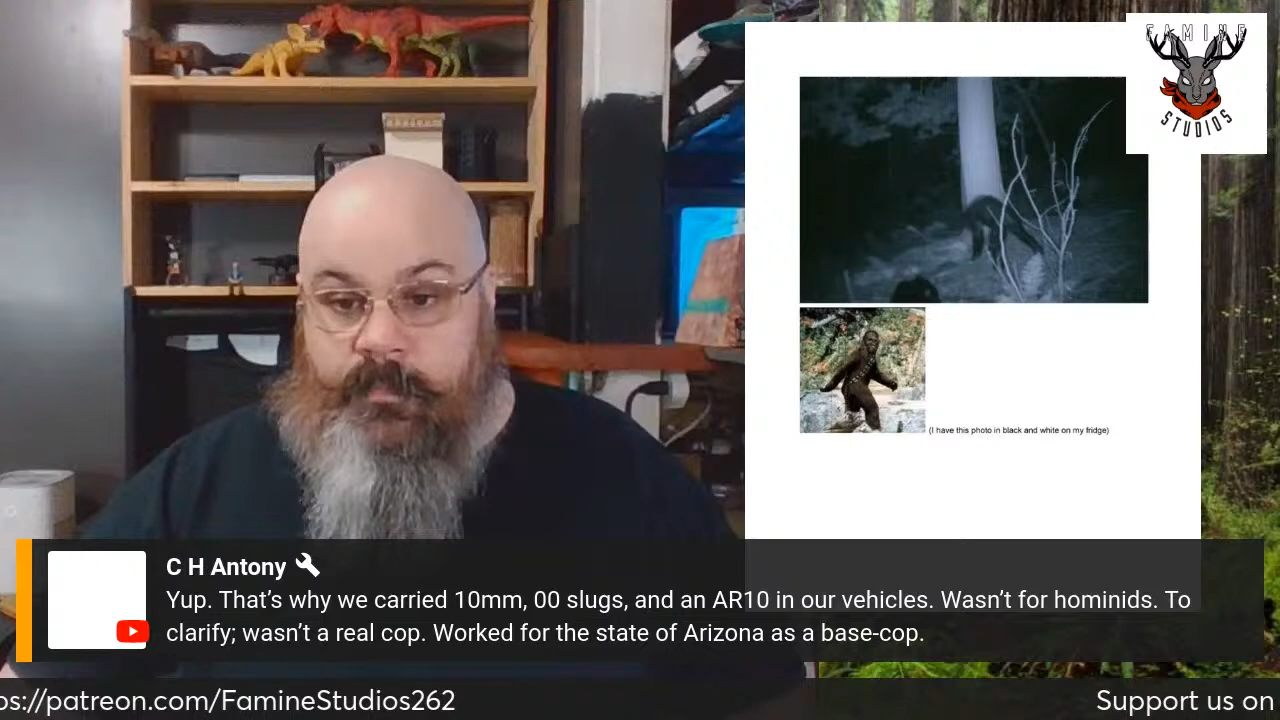 FAMINE
STUDIOS
(I have this photo in black and white on my fridge)
C H Antony
Yup. That’s why we carried 10mm, 00 slugs, and an AR10 in our vehicles. Wasn’t for hominids. To
clarify; wasn’t a real cop. Worked for the state of Arizona as a base-cop.
ps://patreon.com/FamineStudios262
Support us on